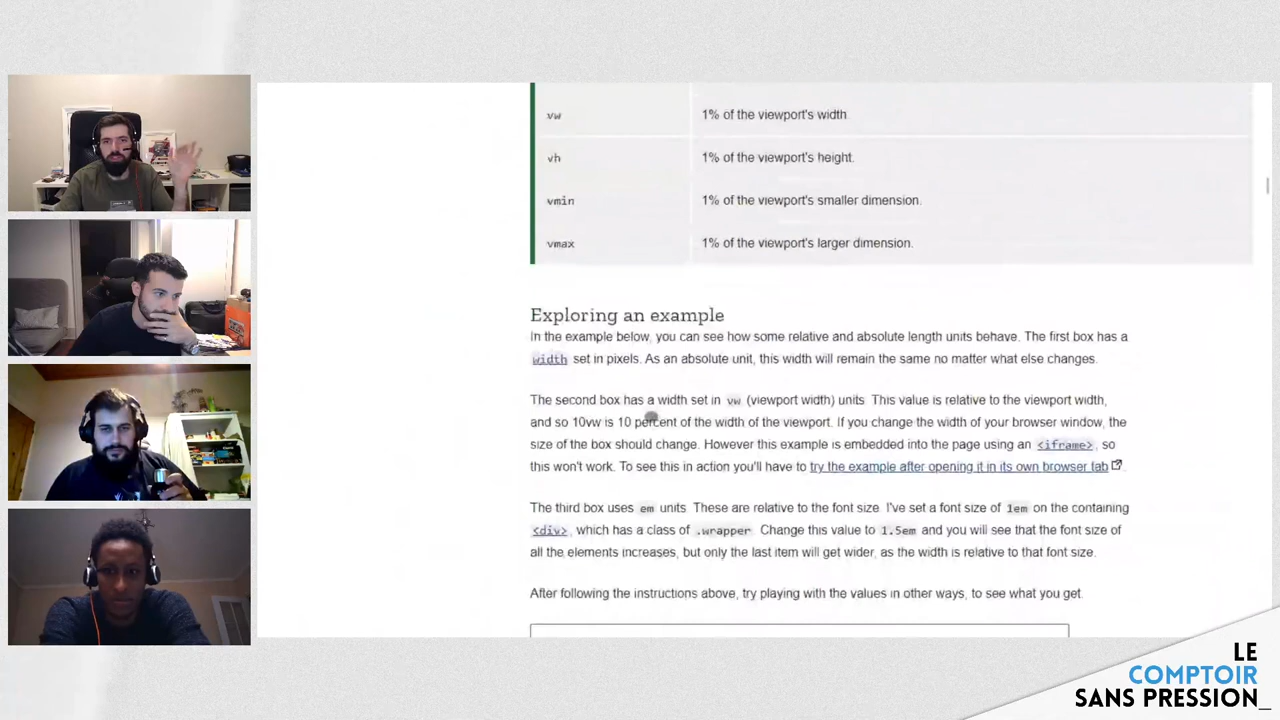 vw 1% of the viewport's width.
vh 1% of the viewport's height.
vmin 1% of the viewport's smaller dimension.
vmax 1% of the viewport's larger dimension.
Exploring an example
In the example below, you can see how some relative and absolute length units behave. The first box has a
width set in pixels. As an absolute unit, this width will remain the same no matter what else changes.
The second box has a width set in vw (viewport width) units. This value is relative to the viewport width,
and so 10vw is 10 percent of the width of the viewport. If you change the width of your browser window, the
size of the box should change. However this example is embedded into the page using an <iframe>, so
this won't work. To see this in action you'll have to try the example after opening it in its own browser tab.
The third box uses em units. These are relative to the font size. I've set a font size of 1em on the containing
<div>, which has a class of .wrapper. Change this value to 1.5em and you will see that the font size of
all the elements increases, but only the last item will get wider, as the width is relative to that font size.
After following the instructions above, try playing with the values in other ways, to see what you get.
LE
COMPTOIR
SANS PRESSION_